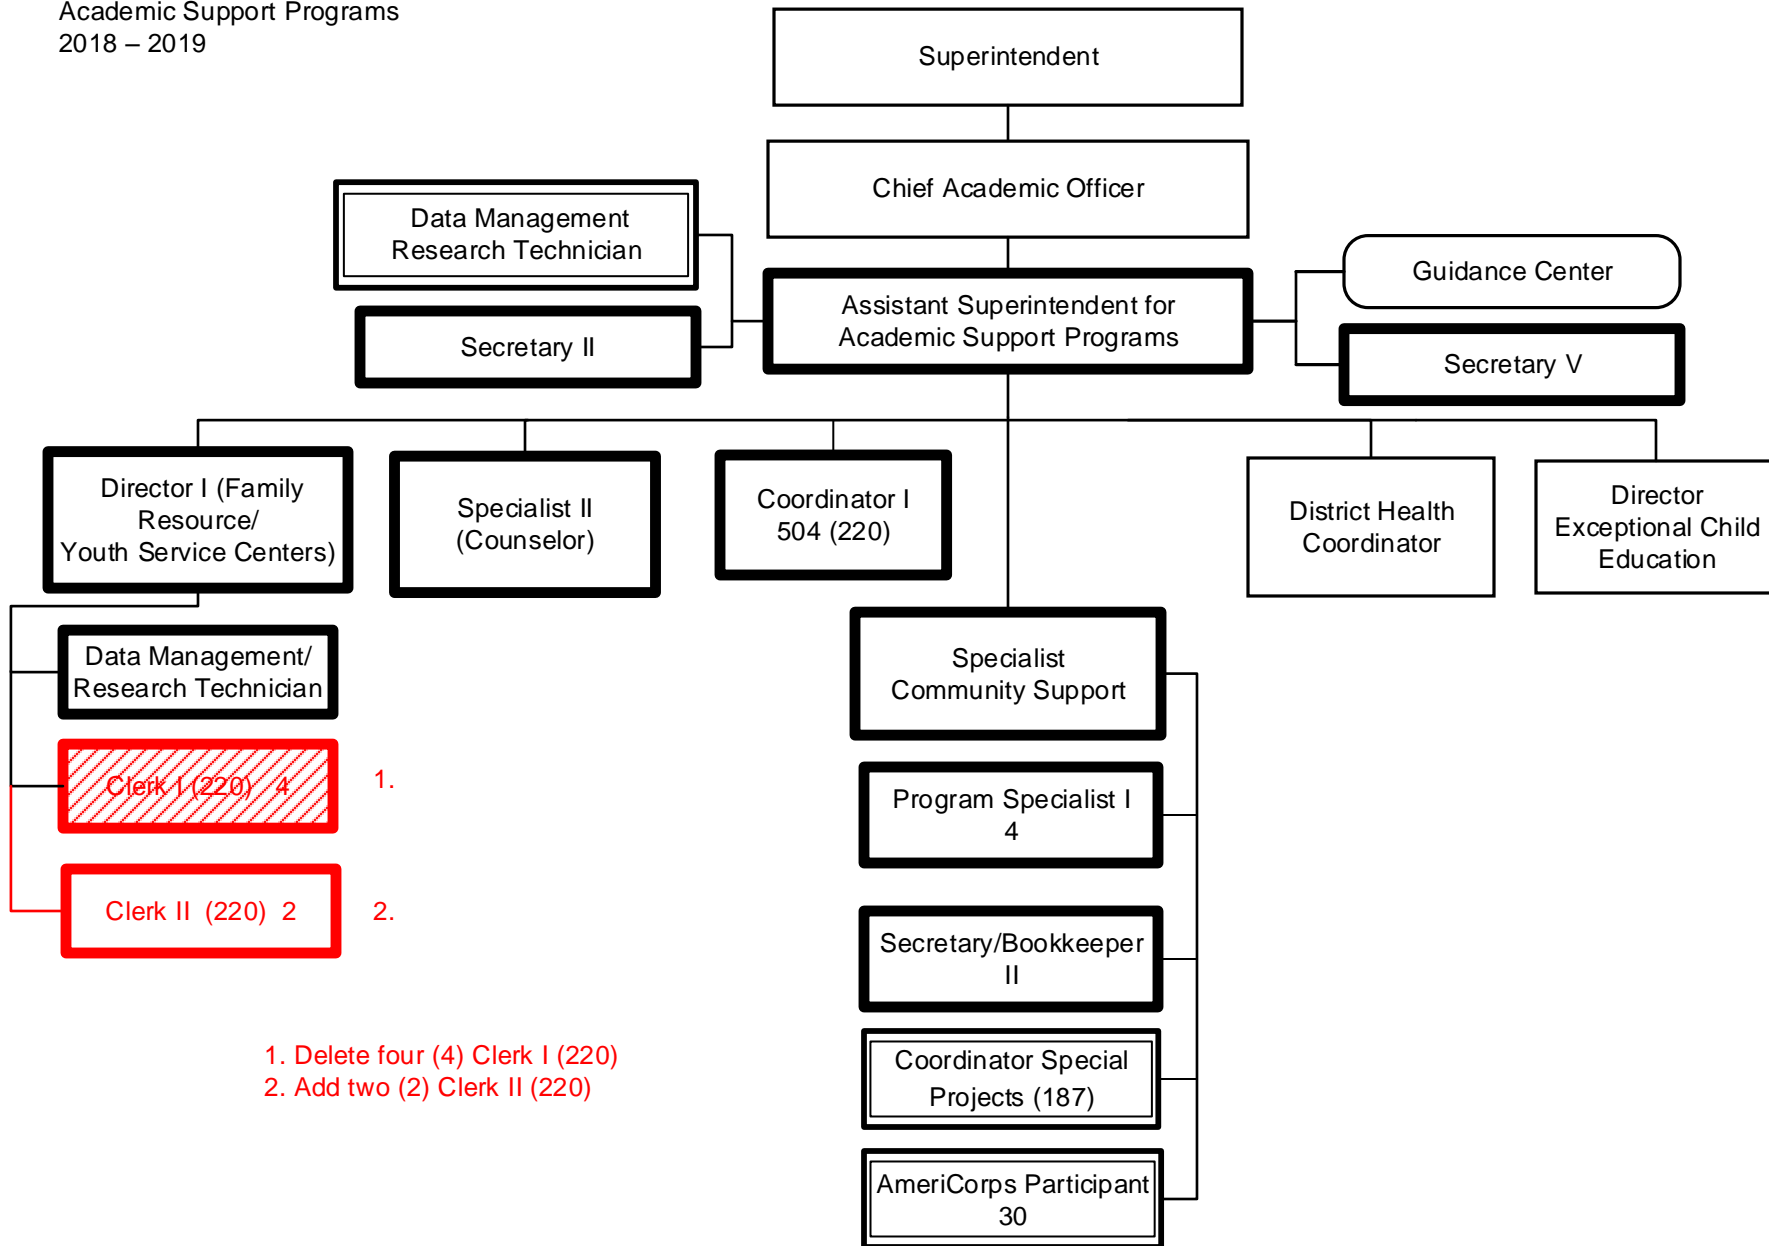 Academic Support Programs
2018 – 2019
Superintendent
Chief Academic Officer
Data Management
Research Technician
Secretary II
Assistant Superintendent for
Academic Support Programs
Guidance Center
Secretary V
Director I (Family
Resource/
Youth Service Centers)
Specialist II
(Counselor)
Coordinator I
504 (220)
District Health
Coordinator
Director
Exceptional Child
Education
Data Management/
Research Technician
Clerk I (220)  4
1.
Clerk II  (220)  2
2.
Specialist
Community Support
Program Specialist I
4
Secretary/Bookkeeper
II
Coordinator Special
Projects (187)
AmeriCorps Participant
30
1. Delete four (4) Clerk I (220)
2. Add two (2) Clerk II (220)